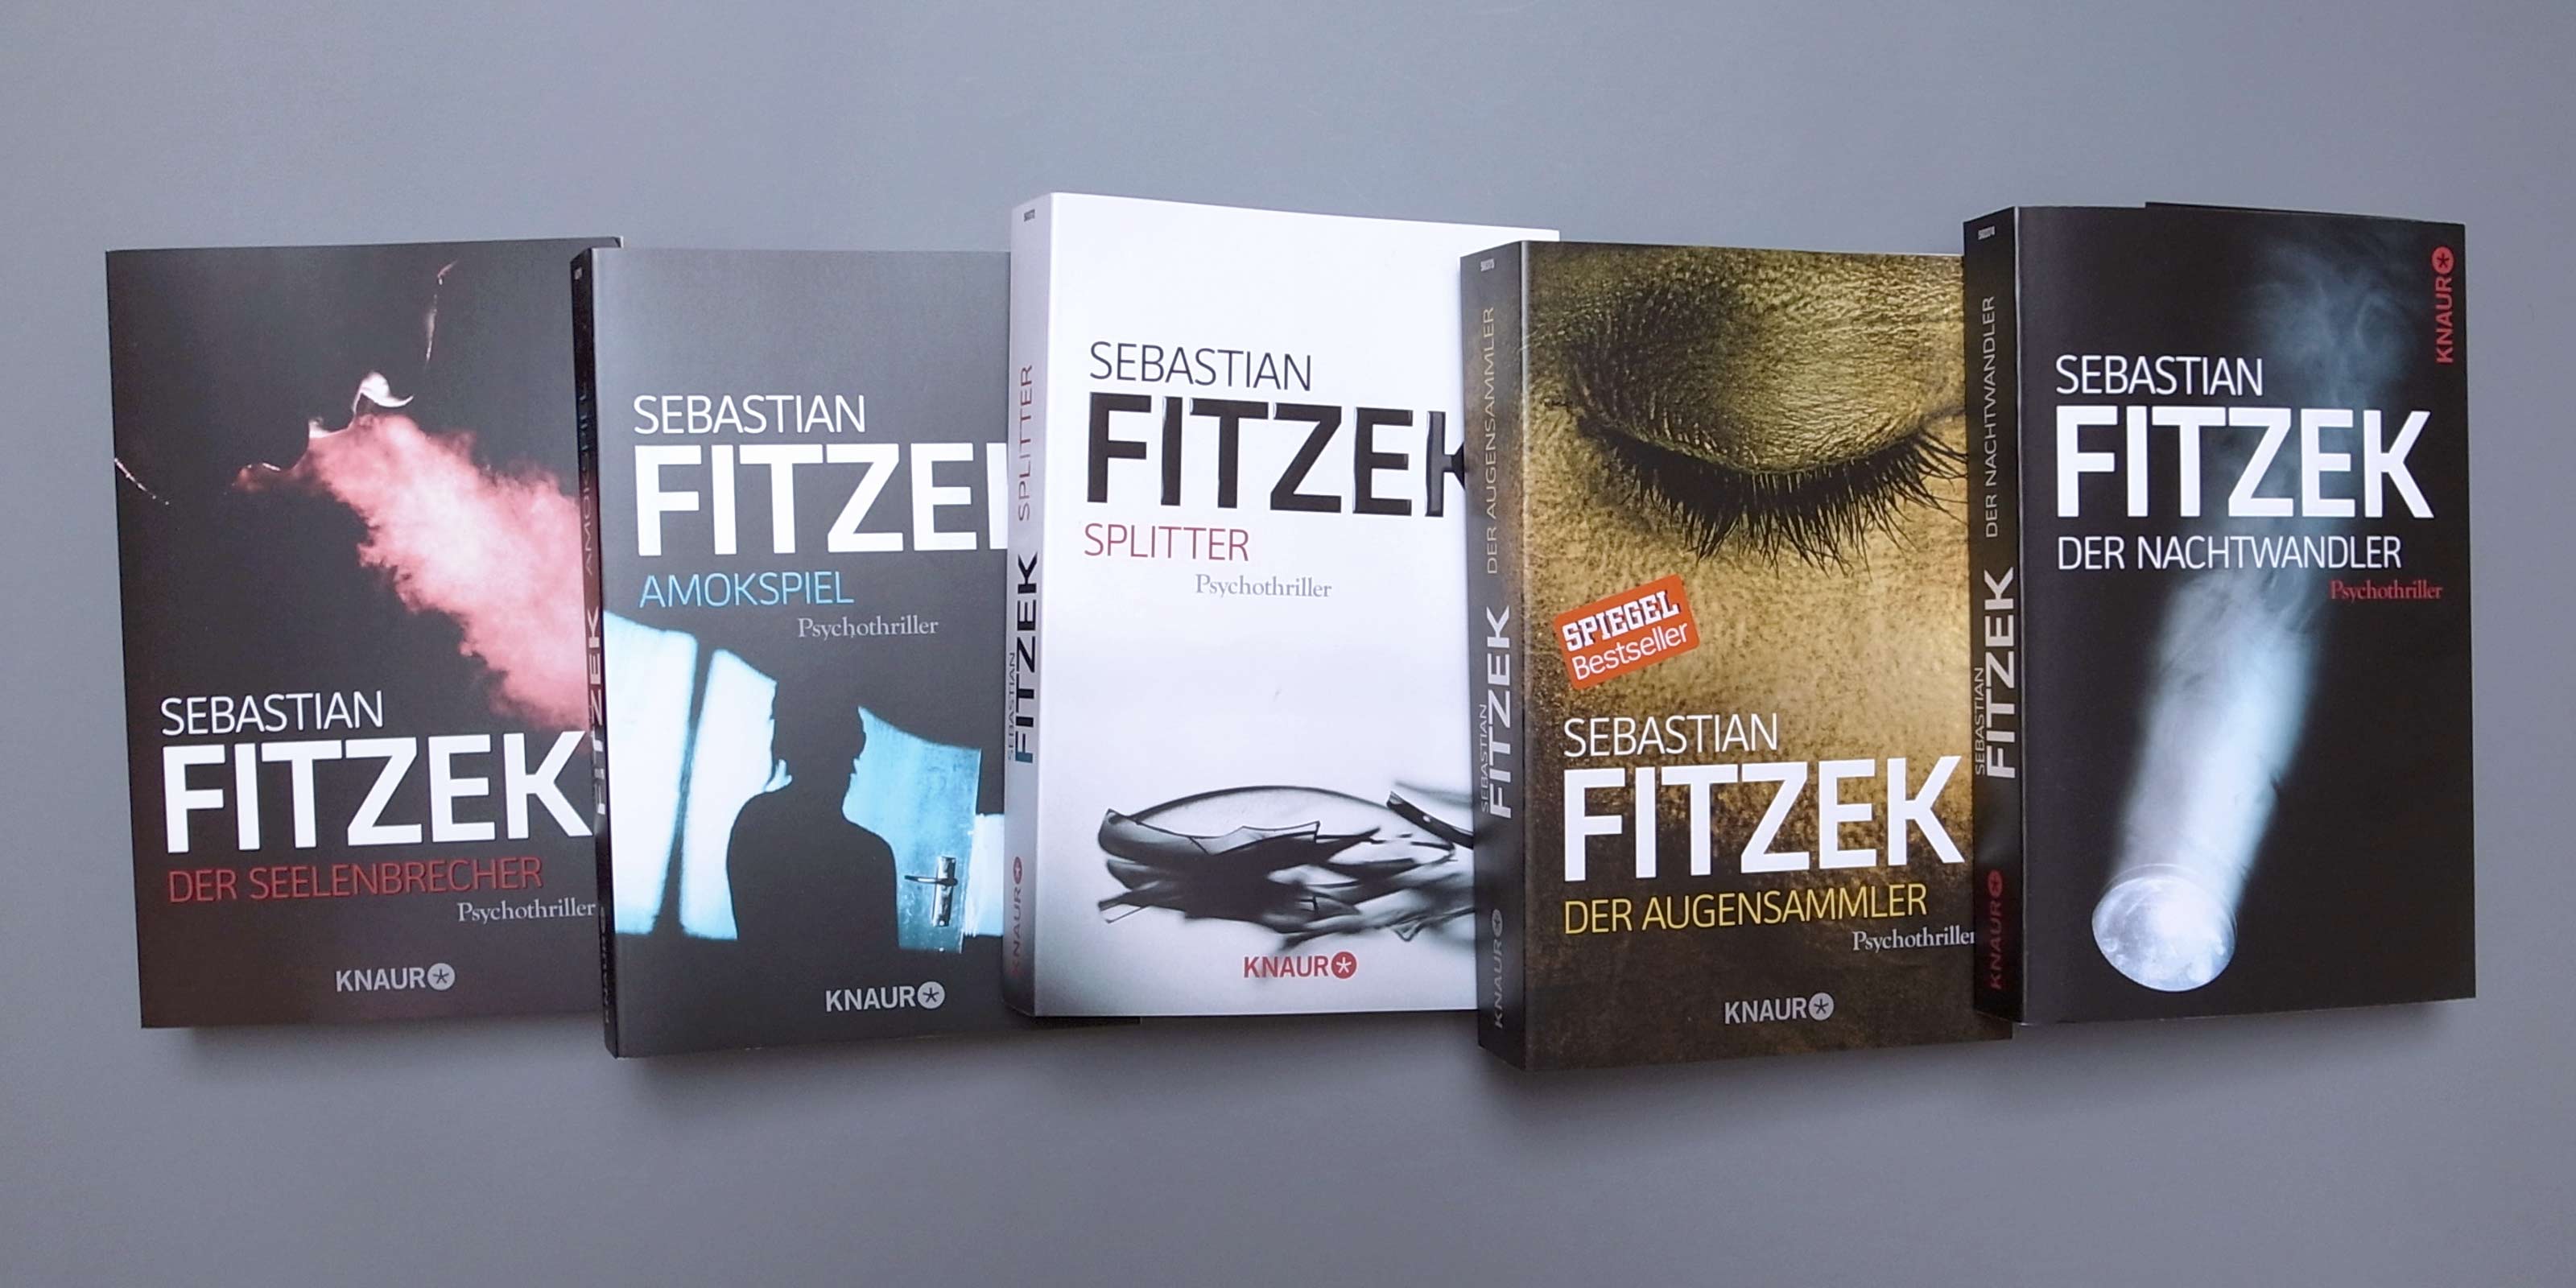 SEBASTIAN
FITZEK
DER SEELENBRECHER
Psychothriller
KNAUR
AMOKSPIEL
FITZEK
KNAUR
SEBASTIAN
FITZEK
AMOKSPIEL
Psychothriller
KNAUR
SEBASTIAN
FITZEK
SPLITTER
KNAUR
SEBASTIAN
FITZEK
SPLITTER
Psychothriller
KNAUR
SEBASTIAN
FITZEK
DER AUGENSAMMLER
KNAUR
SPIEGEL
Bestseller
SEBASTIAN
FITZEK
DER AUGENSAMMLER
Psychothriller
KNAUR
SEBASTIAN
FITZEK
DER NACHTWANDLER
KNAUR
KNAUR
SEBASTIAN
FITZEK
DER NACHTWANDLER
Psychothriller